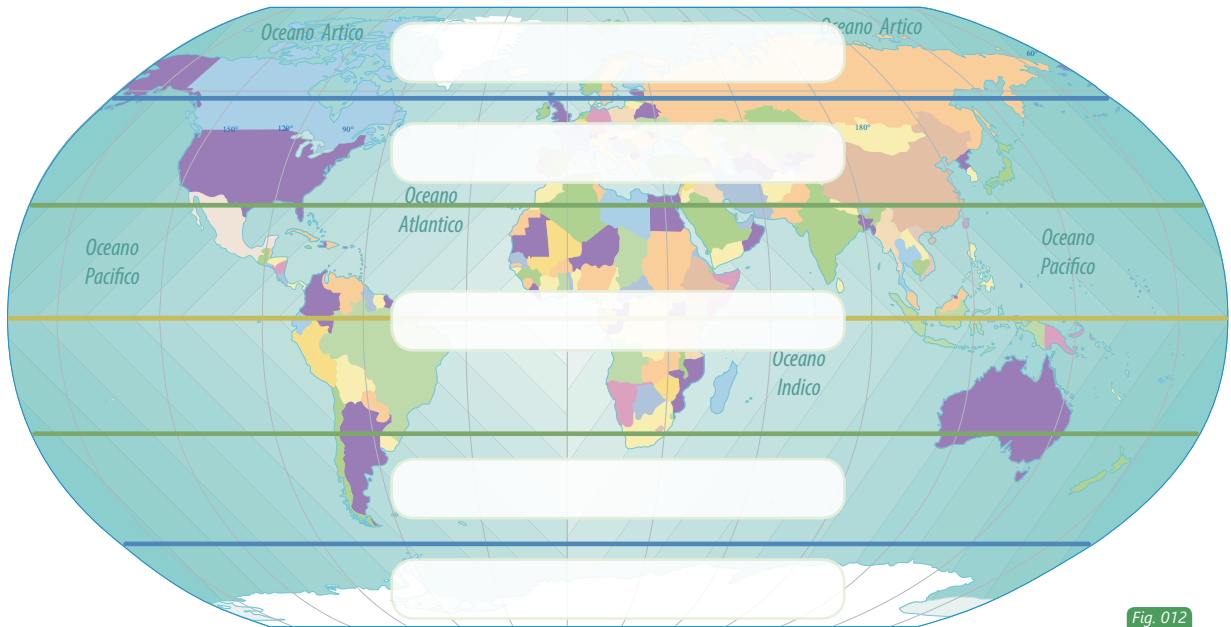 Oceano Artico
Oceano Artico
60°
150° 120° 90°
180°
Oceano
Atlantico
Oceano
Pacifico
Oceano
Pacifico
Oceano
Indico
Fig. 012